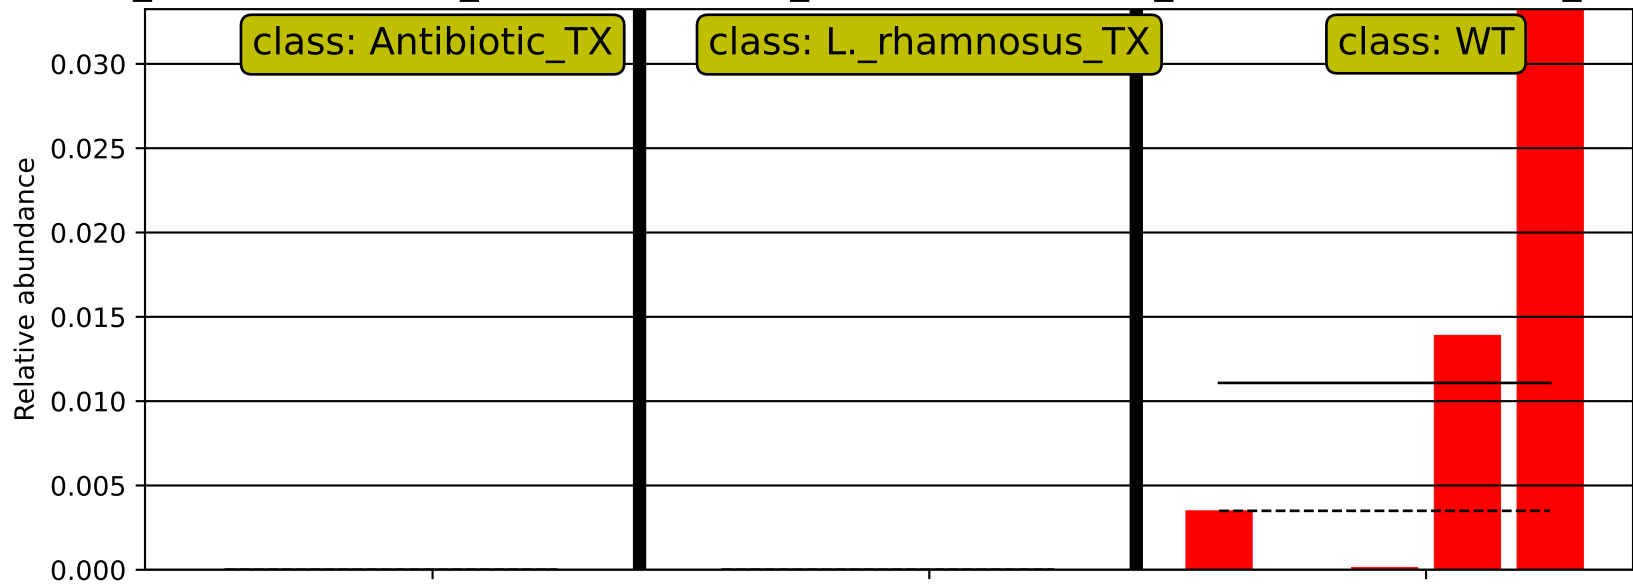 class: Antibiotic_TX
class: L._rhamnosus_TX
class: WT
Relative abundance
0.030
0.025
0.020
0.015
0.010
0.005
0.000